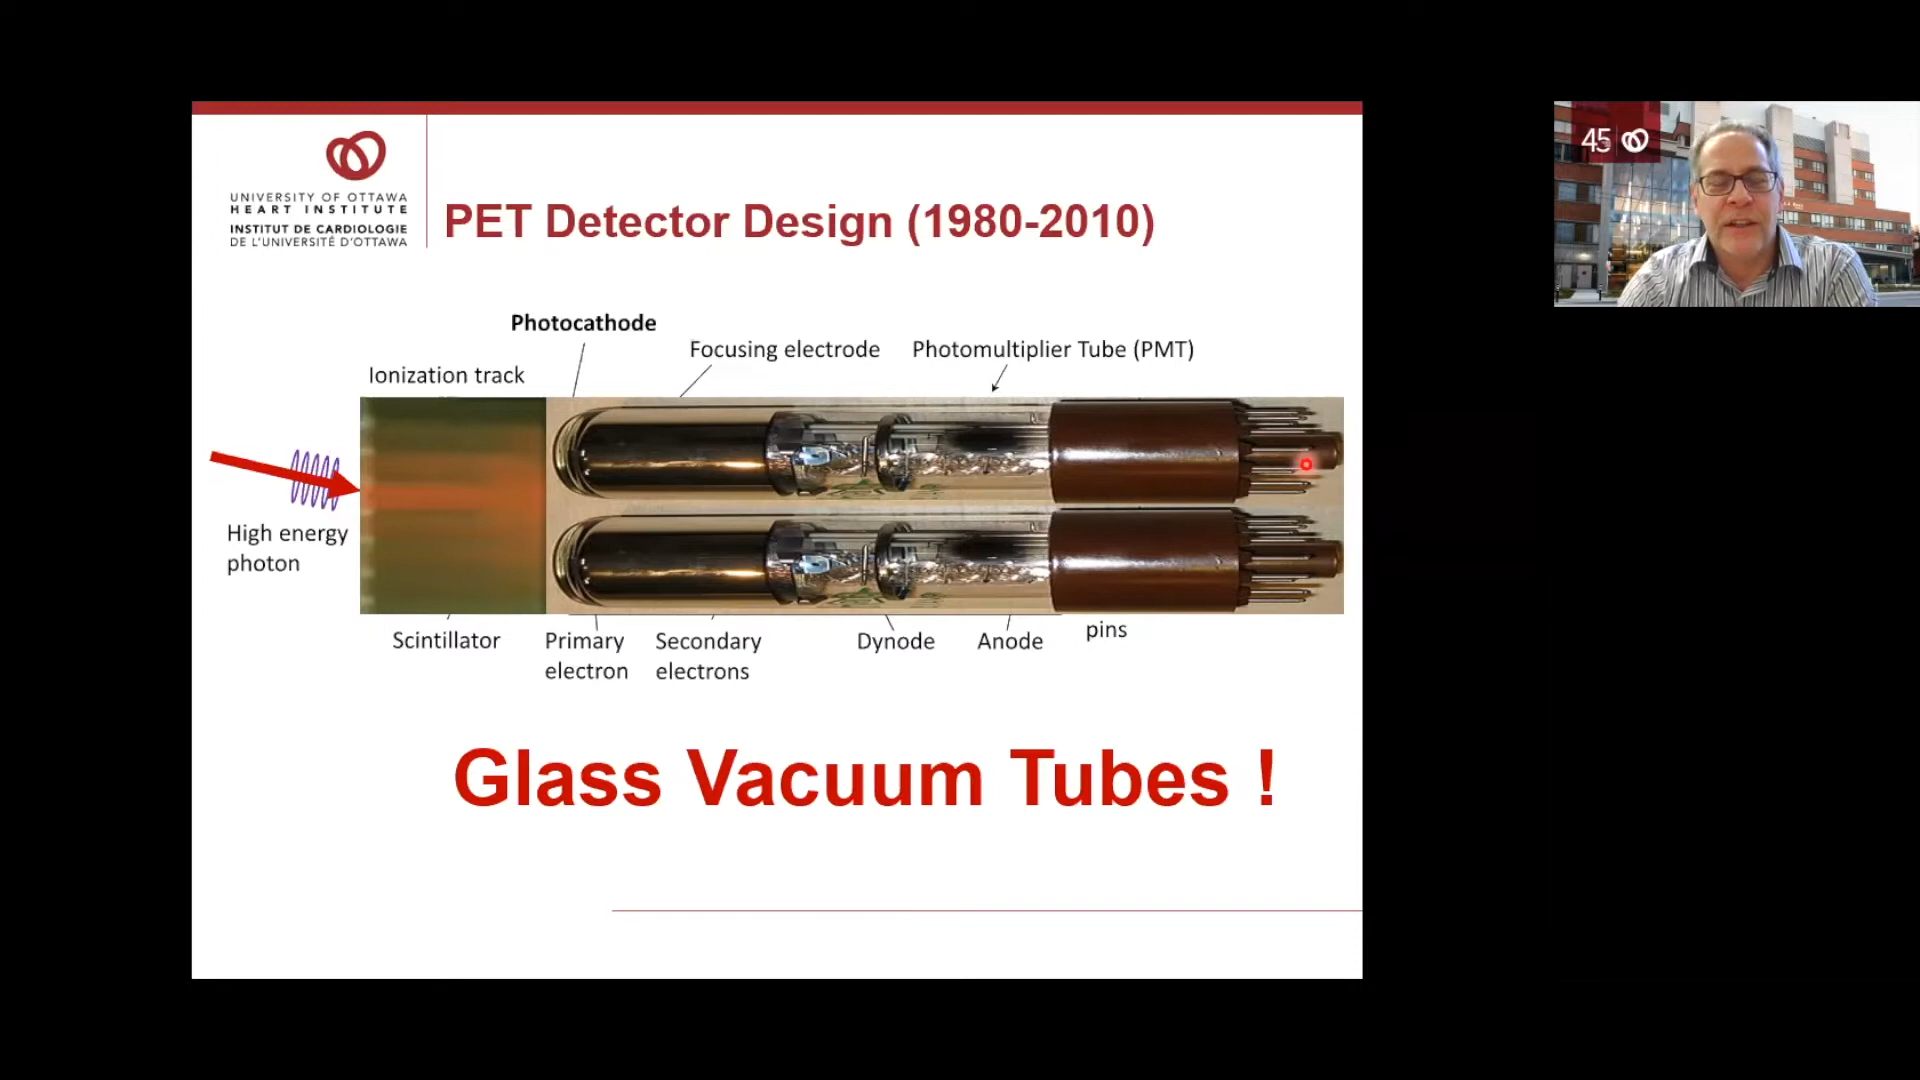 UNIVERSITY OF OTTAWA
HEART INSTITUTE
INSTITUT DE CARDIOLOGIE
DE L'UNIVERSITÉ D'OTTAWA
PET Detector Design (1980-2010)
45
Photocathode
Focusing electrode
Photomultiplier Tube (PMT)
Ionization track
High energy
photon
Scintillator
Primary
electron
Secondary
electrons
Dynode
Anode
pins
Glass Vacuum Tubes !